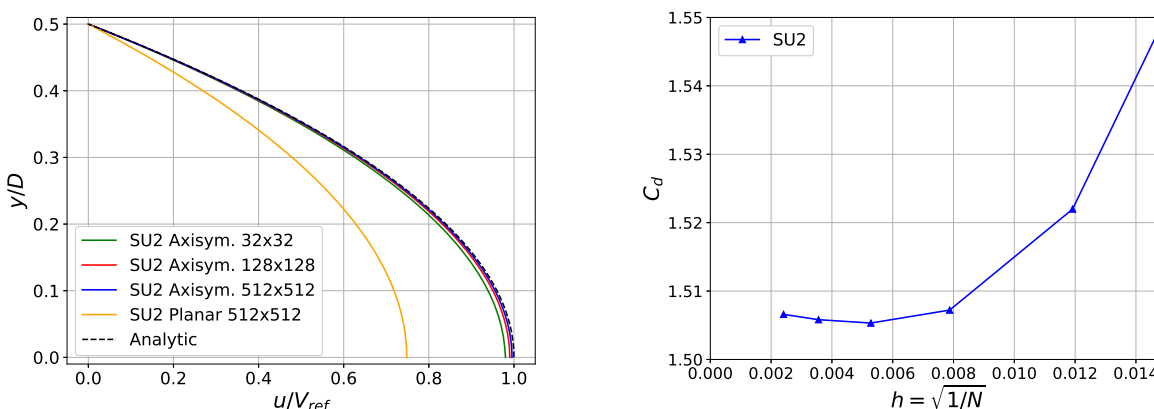 0.5
0.4
0.3
0.2
0.1
0.0
y/D
SU2 Axisym. 32x32
SU2 Axisym. 128x128
SU2 Axisym. 512x512
SU2 Planar 512x512
Analytic
0.0 0.2 0.4 0.6 0.8 1.0
u/V_ref
1.55
1.54
1.53
1.52
1.51
1.50
C_d
SU2
0.000 0.002 0.004 0.006 0.008 0.010 0.012 0.014
h = √1/N